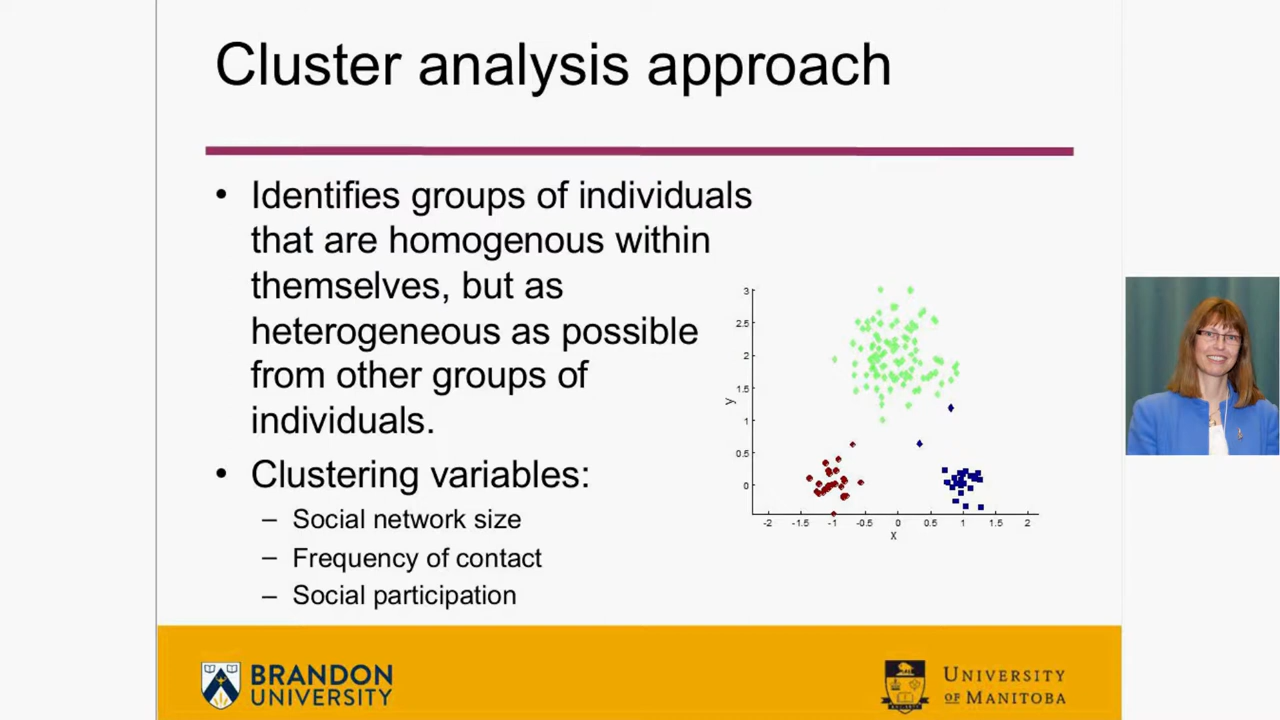 Cluster analysis approach
• Identifies groups of individuals
that are homogenous within
themselves, but as
heterogeneous as possible
from other groups of
individuals.
• Clustering variables:
– Social network size
– Frequency of contact
– Social participation
3
2.5
2
1.5
1
0.5
0
y
-2 -1.5 -1 -0.5 0 0.5 1 1.5 2
x
BRANDON
UNIVERSITY
UNIVERSITY
OF MANITOBA